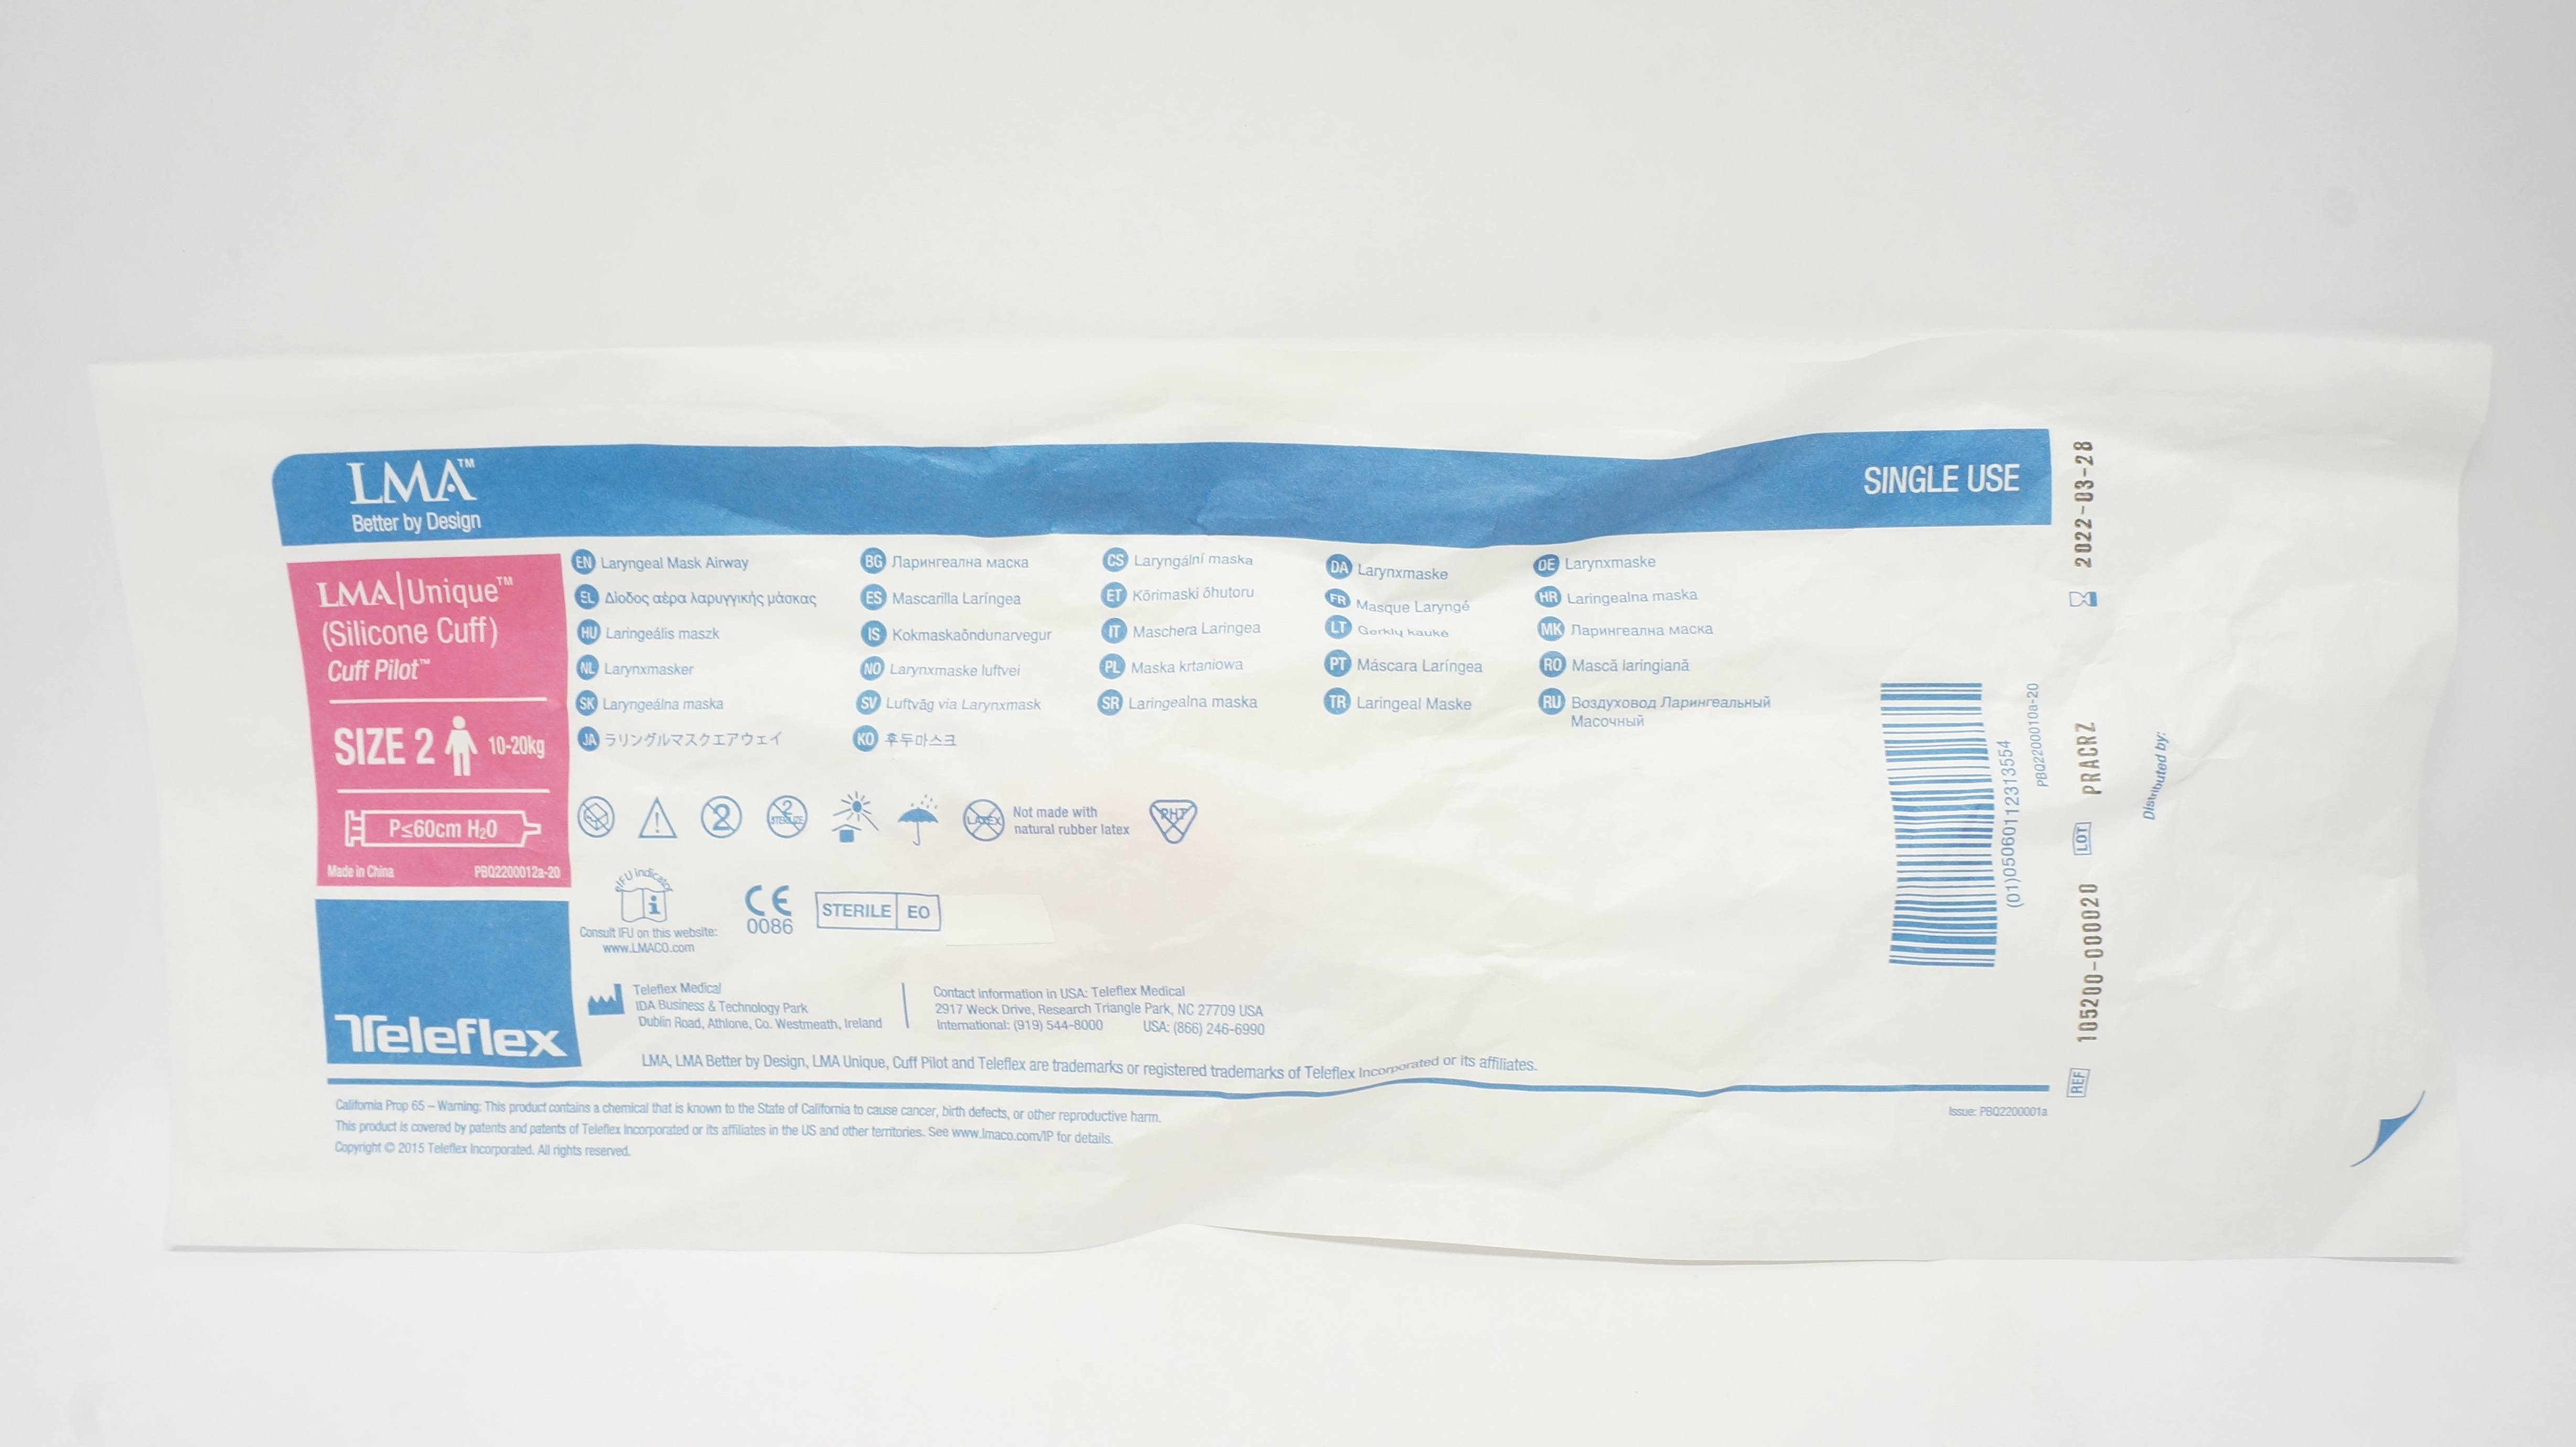 LMA™
Better by Design
SINGLE USE
LMA|Unique™
(Silicone Cuff)
Cuff Pilot™
SIZE 2 10-20kg
P≤60cm H₂O
Made in China PBQ2200012a-20
Teleflex
EN Laryngeal Mask Airway
BG Ларингеална маска
CS Laryngální maska
DA Larynxmaske
DE Larynxmaske
EL Δίοδος αέρα λαρυγγικής μάσκας
ES Mascarilla Laríngea
ET Kõrimaski õhutoru
FR Masque Laryngé
HR Laringealna maska
HU Laringeális maszk
IS Kokmaskaöndunarvegur
IT Maschera Laringea
LT Gerklų kaukė
MK Ларингеална маска
NL Larynxmasker
NO Larynxmaske luftvei
PL Maska krtaniowa
PT Máscara Laríngea
RO Mască laringiană
SK Laryngeálna maska
SV Luftväg via Larynxmask
SR Laringealna maska
TR Laringeal Maske
RU Воздуховод Ларингеальный
Масочный
JA ラリングルマスクエアウェイ
KO 후두마스크
2
2
STERILIZE
LATEX
Not made with
natural rubber latex
PHT
eIFU indicator
Consult IFU on this website:
www.LMACO.com
CE
0086
STERILE EO
Teleflex Medical
IDA Business & Technology Park
Dublin Road, Athlone, Co. Westmeath, Ireland
Contact information in USA: Teleflex Medical
2917 Weck Drive, Research Triangle Park, NC 27709 USA
International: (919) 544-8000 USA: (866) 246-6990
LMA, LMA Better by Design, LMA Unique, Cuff Pilot and Teleflex are trademarks or registered trademarks of Teleflex Incorporated or its affiliates.
California Prop 65 – Warning: This product contains a chemical that is known to the State of California to cause cancer, birth defects, or other reproductive harm.
This product is covered by patents and patents of Teleflex Incorporated or its affiliates in the US and other territories. See www.lmaco.com/IP for details.
Copyright © 2015 Teleflex Incorporated. All rights reserved.
Issue: PBQ2200001a
(01)05060112313554
PBQ2200010a-20
REF 105200-000020 LOT PRACRZ 2022-03-28
Distributed by: